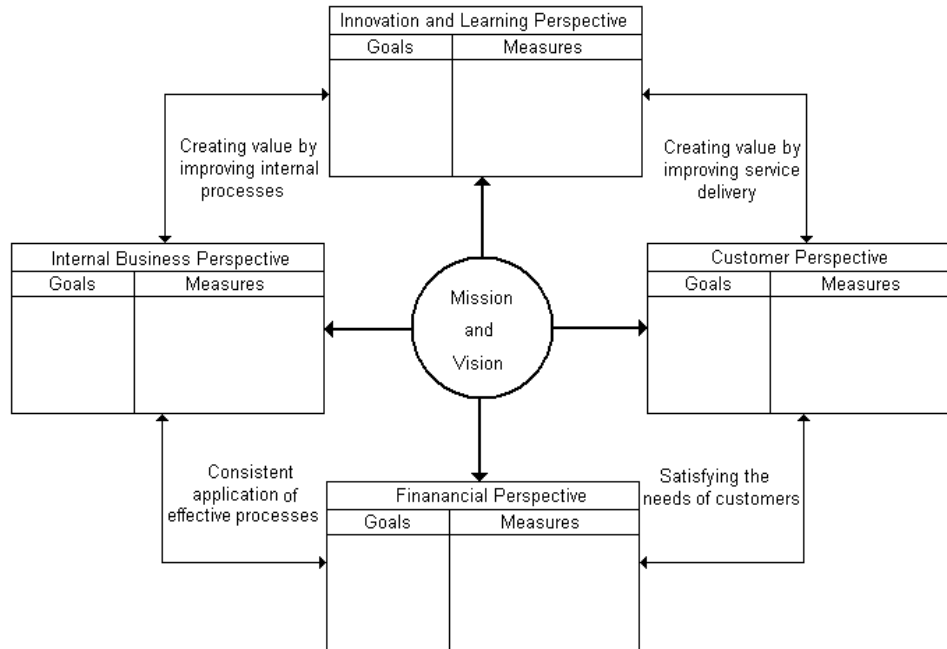 Innovation and Learning Perspective
Goals Measures
Creating value by
improving internal
processes
Creating value by
improving service
delivery
Internal Business Perspective
Goals Measures
Mission
and
Vision
Customer Perspective
Goals Measures
Consistent
application of
effective processes
Satisfying the
needs of customers
Finanancial Perspective
Goals Measures